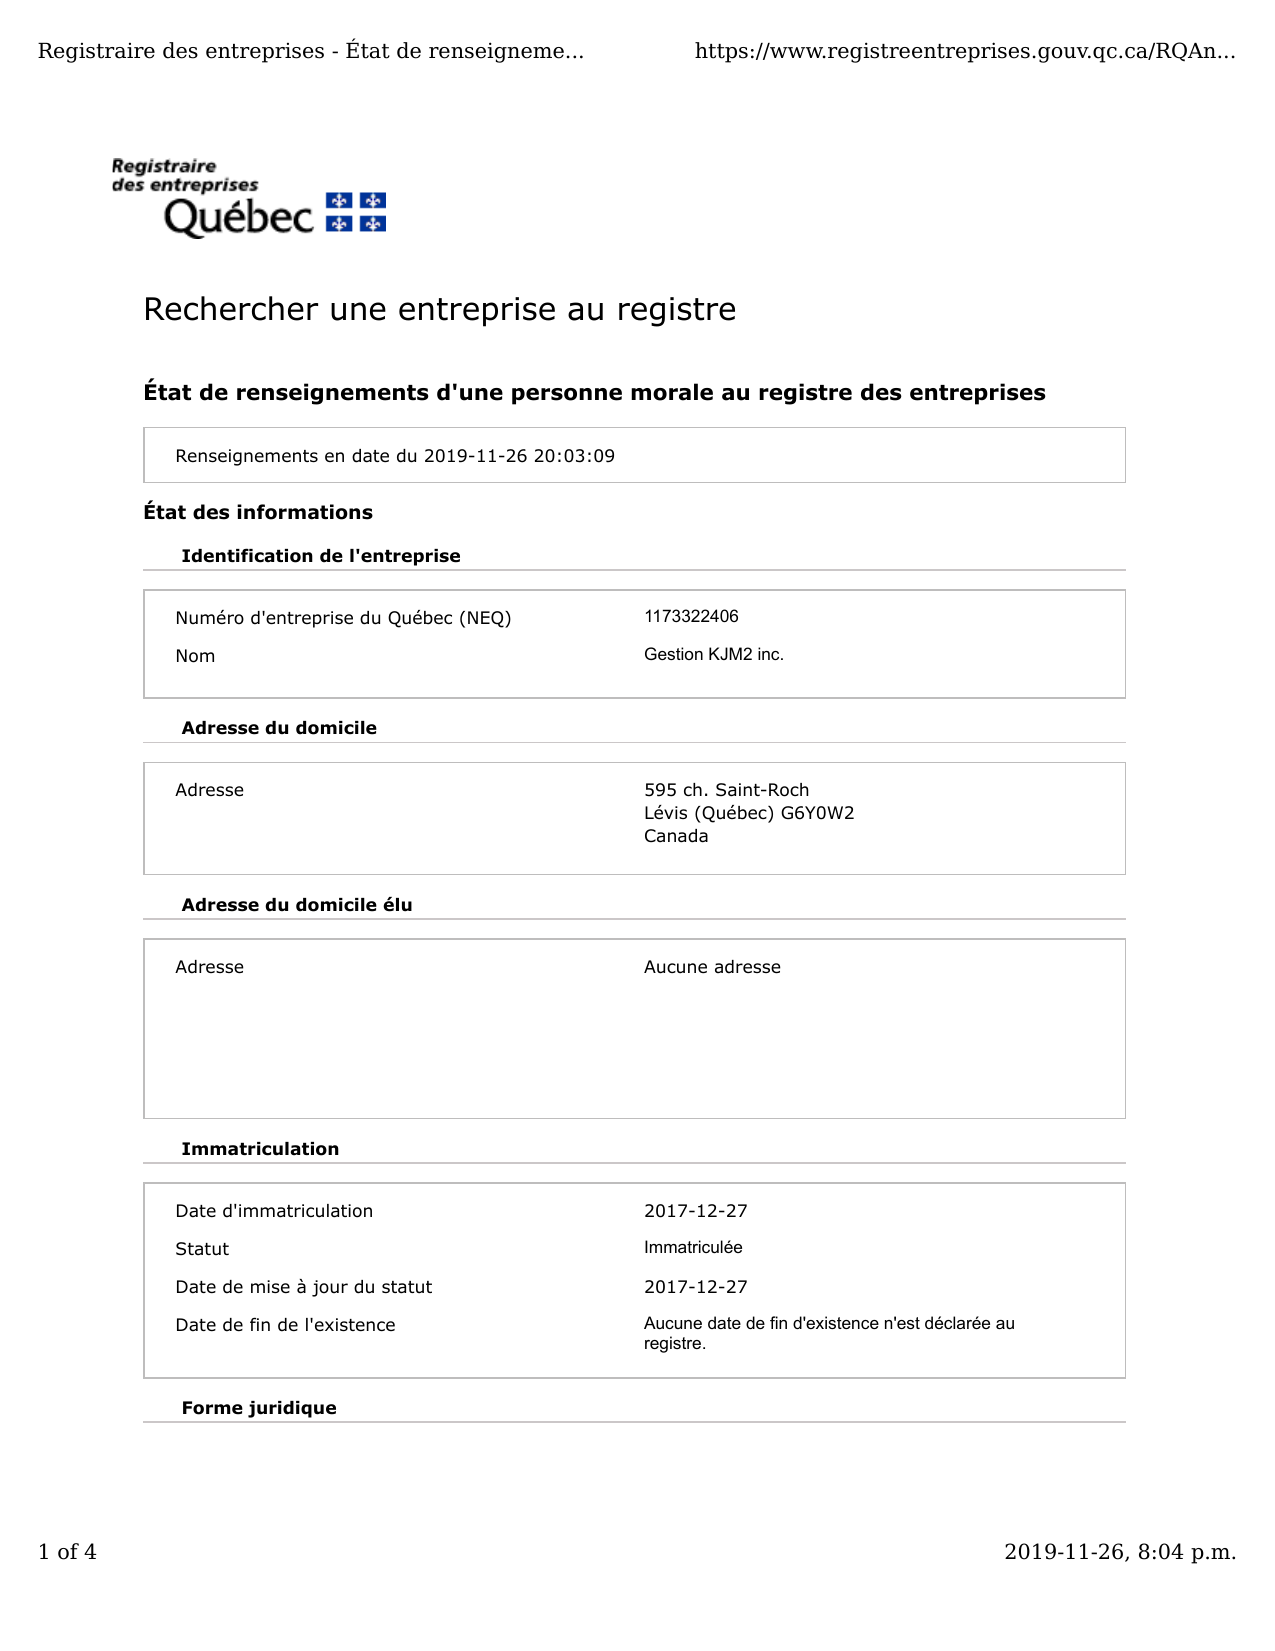 Registraire des entreprises - État de renseigneme...
https://www.registreentreprises.gouv.qc.ca/RQAn...
Registraire
des entreprises
Québec
Rechercher une entreprise au registre
État de renseignements d'une personne morale au registre des entreprises
Renseignements en date du 2019-11-26 20:03:09
État des informations
Identification de l'entreprise
Numéro d'entreprise du Québec (NEQ) 1173322406
Nom Gestion KJM2 inc.
Adresse du domicile
Adresse 595 ch. Saint-Roch
Lévis (Québec) G6Y0W2
Canada
Adresse du domicile élu
Adresse Aucune adresse
Immatriculation
Date d'immatriculation 2017-12-27
Statut Immatriculée
Date de mise à jour du statut 2017-12-27
Date de fin de l'existence Aucune date de fin d'existence n'est déclarée au
registre.
Forme juridique
1 of 4
2019-11-26, 8:04 p.m.